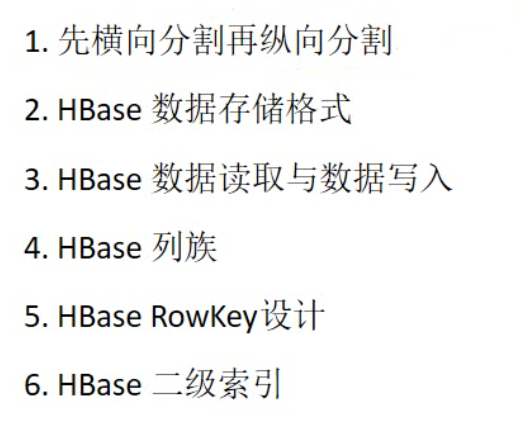 1. 先横向分割再纵向分割
2. HBase 数据存储格式
3. HBase 数据读取与数据写入
4. HBase 列族
5. HBase RowKey设计
6. HBase 二级索引